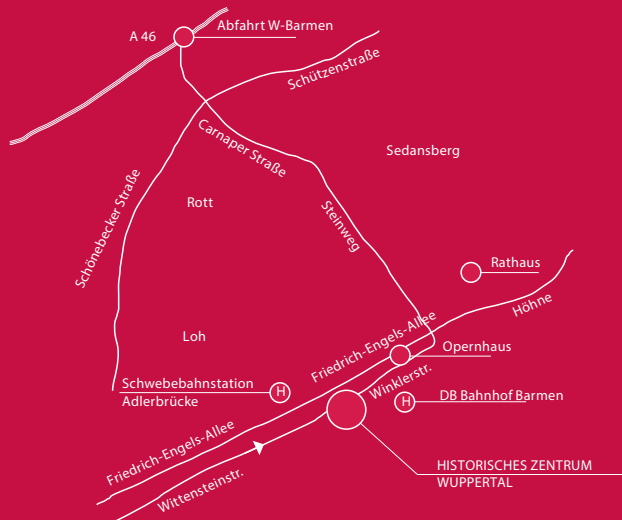 Abfahrt W-Barmen
A 46
Schützenstraße
Carnaper Straße
Sedansberg
Schönebecker Straße
Rott
Steinweg
Rathaus
Höhne
Loh
Friedrich-Engels-Allee
Opernhaus
Schwebebahnstation
Adlerbrücke
H
Winklerstr.
H
DB Bahnhof Barmen
Friedrich-Engels-Allee
Wittensteinstr.
HISTORISCHES ZENTRUM
WUPPERTAL